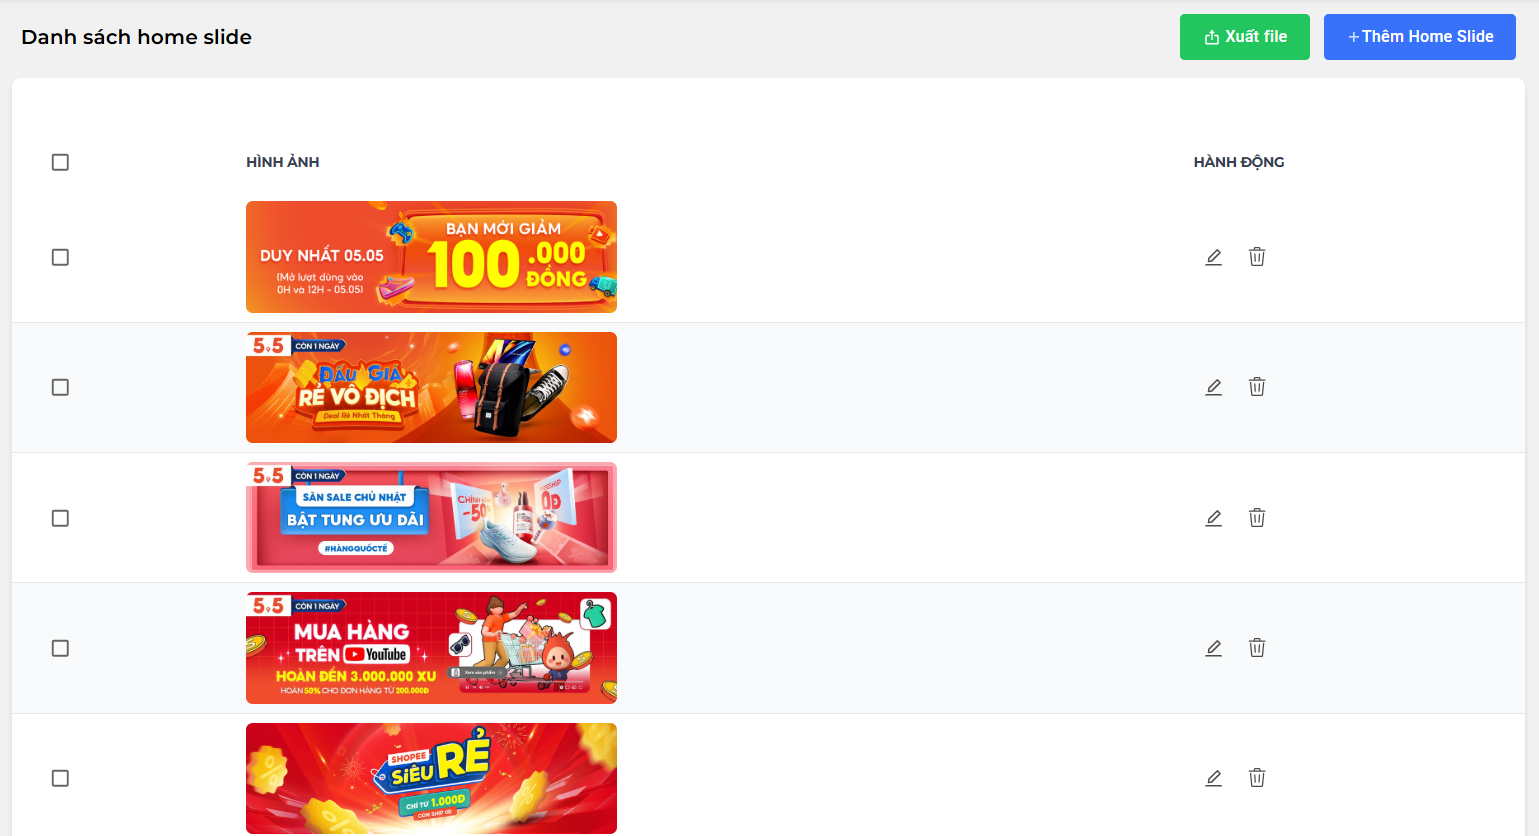 Danh sách home slide
Xuất file
+Thêm Home Slide
HÌNH ẢNH
HÀNH ĐỘNG
DUY NHẤT 05.05
(Mở lượt dùng vào
0H và 12H - 05.05)
BẠN MỚI GIẢM
100.000
ĐỒNG
5.5 CÒN 1 NGÀY
ĐẤU GIÁ
RẺ VÔ ĐỊCH
Deal Rẻ Nhất Tháng
5.5 CÒN 1 NGÀY
SĂN SALE CHỦ NHẬT
BẬT TUNG ƯU ĐÃI
#HÀNGQUỐCTẾ
-50
0Đ
5.5 CÒN 1 NGÀY
MUA HÀNG
TRÊN YouTube
HOÀN ĐẾN 3.000.000 XU
HOÀN 50% CHO ĐƠN HÀNG TỪ 200.000Đ
Xem sản phẩm
SHOPEE
SIÊU RẺ
CHỈ TỪ 1.000Đ
CÒN SHIP 0Đ